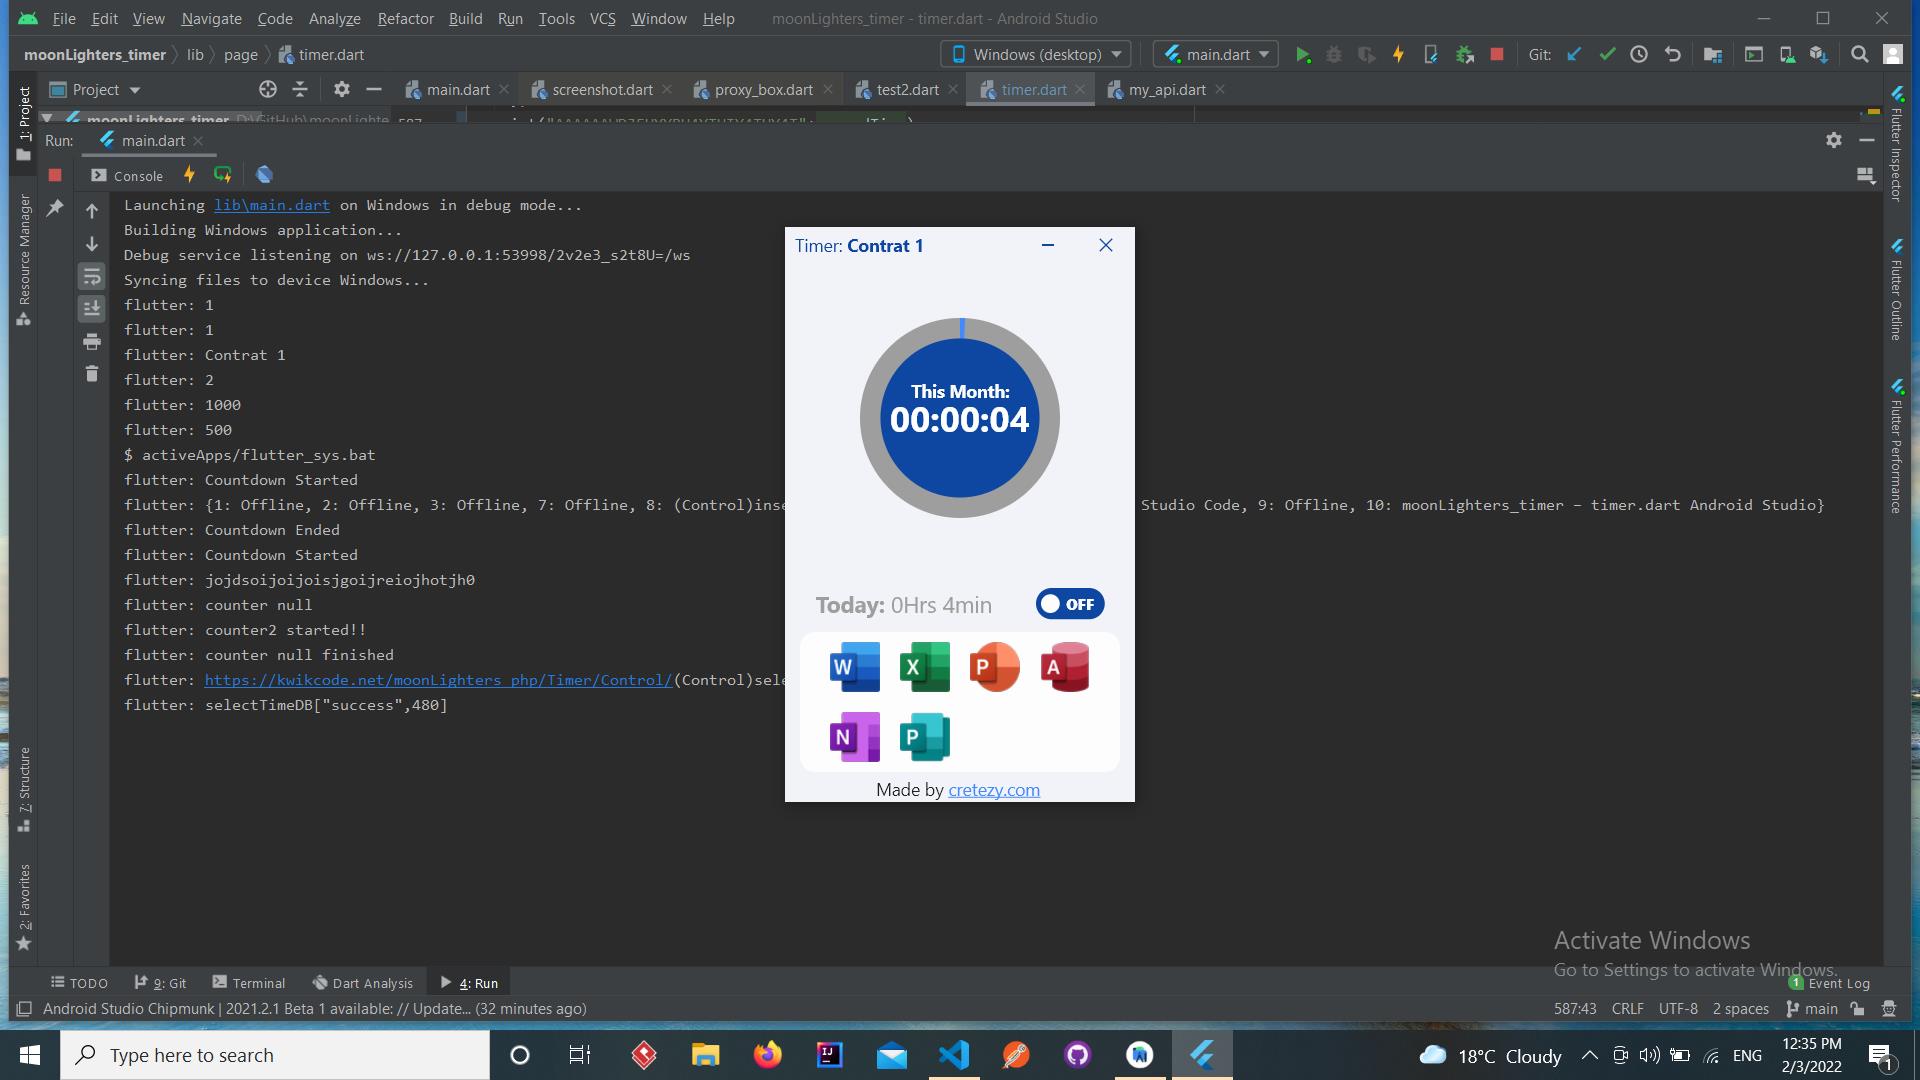 File Edit View Navigate Code Analyze Refactor Build Run Tools VCS Window Help moonLighters_timer - timer.dart - Android Studio
moonLighters_timer lib page timer.dart Windows (desktop) main.dart Git:
Project main.dart screenshot.dart proxy_box.dart test2.dart timer.dart my_api.dart
1: Project
moonLighters_timer D:\GitHub\moonLighte 587
Run: main.dart
Console
Flutter Inspector
Resource Manager
Launching lib\main.dart on Windows in debug mode...
Building Windows application...
Debug service listening on ws://127.0.0.1:53998/2v2e3_s2t8U=/ws
Syncing files to device Windows...
flutter: 1
flutter: 1
flutter: Contrat 1
flutter: 2
flutter: 1000
flutter: 500
$ activeApps/flutter_sys.bat
flutter: Countdown Started
flutter: {1: Offline, 2: Offline, 3: Offline, 7: Offline, 8: (Control)inse Studio Code, 9: Offline, 10: moonLighters_timer – timer.dart Android Studio}
flutter: Countdown Ended
flutter: Countdown Started
flutter: jojdsoijoijoisjgoijreiojhotjh0
flutter: counter null
flutter: counter2 started!!
flutter: counter null finished
flutter: https://kwikcode.net/moonLighters_php/Timer/Control/(Control)sele
flutter: selectTimeDB["success",480]
Timer: Contrat 1
This Month:
00:00:04
Today: 0Hrs 4min OFF
W X P A
N P
Made by cretezy.com
Flutter Outline
Flutter Performance
7: Structure
2: Favorites
Activate Windows
Go to Settings to activate Windows.
TODO 9: Git Terminal Dart Analysis 4: Run 1 Event Log
Android Studio Chipmunk | 2021.2.1 Beta 1 available: // Update... (32 minutes ago) 587:43 CRLF UTF-8 2 spaces main
Type here to search 18°C Cloudy ENG 12:35 PM
2/3/2022 1